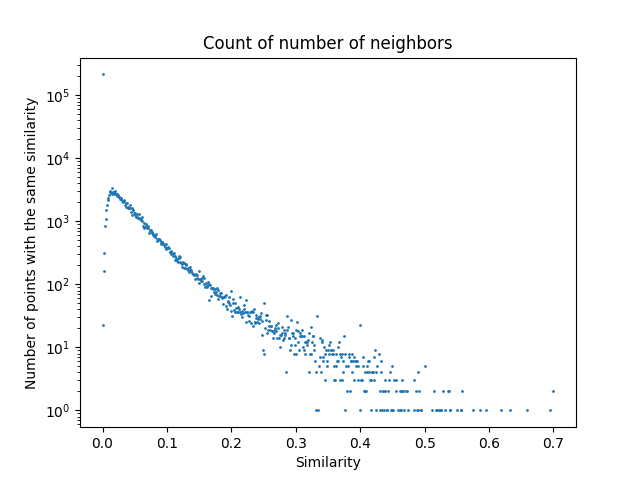 Count of number of neighbors
Number of points with the same similarity
10^5
10^4
10^3
10^2
10^1
10^0
0.0 0.1 0.2 0.3 0.4 0.5 0.6 0.7
Similarity